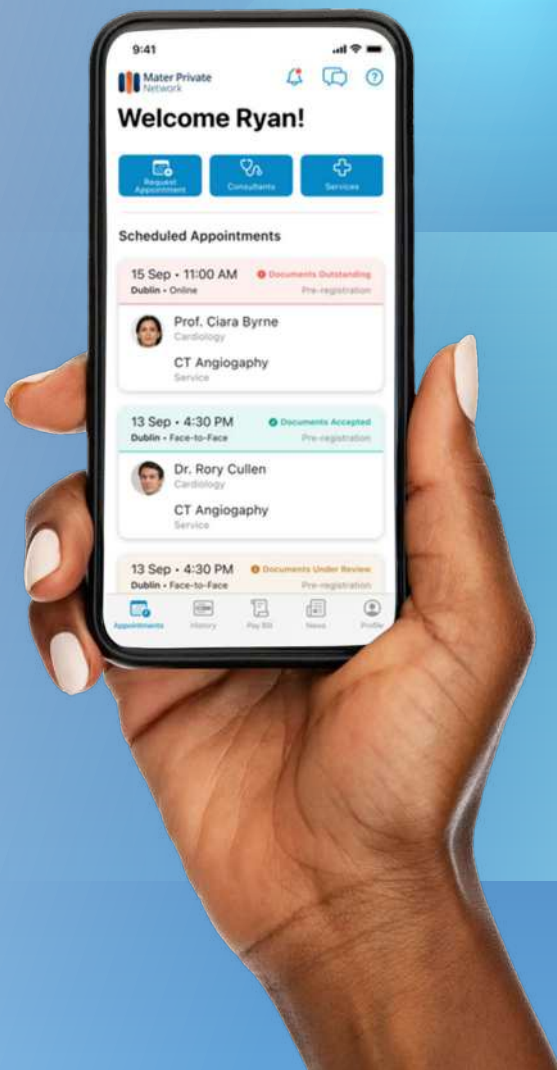 9:41
Mater Private
Network
Welcome Ryan!
Request
Appointment
Consultants
Services
Scheduled Appointments
15 Sep • 11:00 AM
Documents Outstanding
Dublin • Online
Pre-registration
Prof. Ciara Byrne
Cardiology
CT Angiogaphy
Service
13 Sep • 4:30 PM
Documents Accepted
Dublin • Face-to-Face
Pre-registration
Dr. Rory Cullen
Cardiology
CT Angiogaphy
Service
13 Sep • 4:30 PM
Documents Under Review
Dublin • Face-to-Face
Pre-registration
Appointments
History
Pay Bill
News
Profile